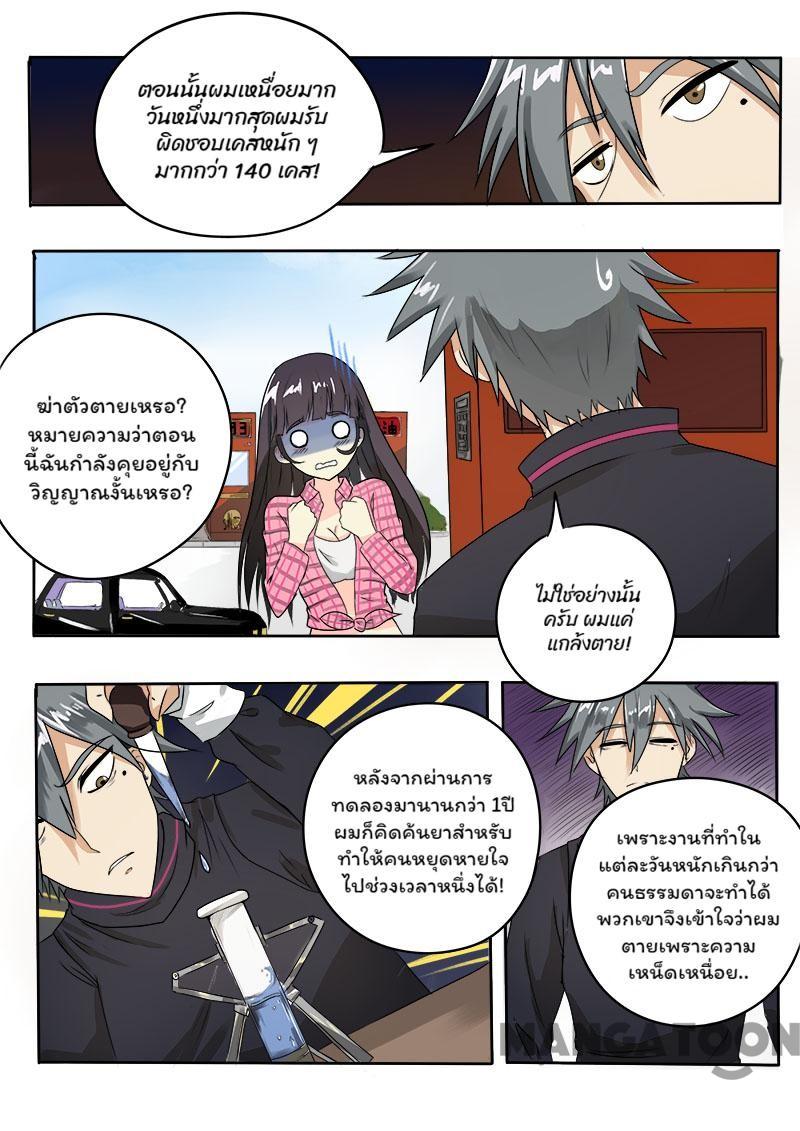 ตอนนั้นผมเหนื่อยมาก
วันหนึ่งมากสุดผมรับ
ผิดชอบเคสหนัก ๆ
มากกว่า 140 เคส!
ฆ่าตัวตายเหรอ?
หมายความว่าตอน
นี้ฉันกำลังคุยอยู่กับ
วิญญาณงั้นเหรอ?
ไม่ใช่อย่างนั้น
ครับ ผมแค่
แกล้งตาย!
หลังจากผ่านการ
ทดลองมานานกว่า 1ปี
ผมก็คิดค้นยาสำหรับ
ทำให้คนหยุดหายใจ
ไปช่วงเวลาหนึ่งได้!
เพราะงานที่ทำใน
แต่ละวันหนักเกินกว่า
คนธรรมดาจะทำได้
พวกเขาจึงเข้าใจว่าผม
ตายเพราะความ
เหน็ดเหนื่อย..
MANGATOON